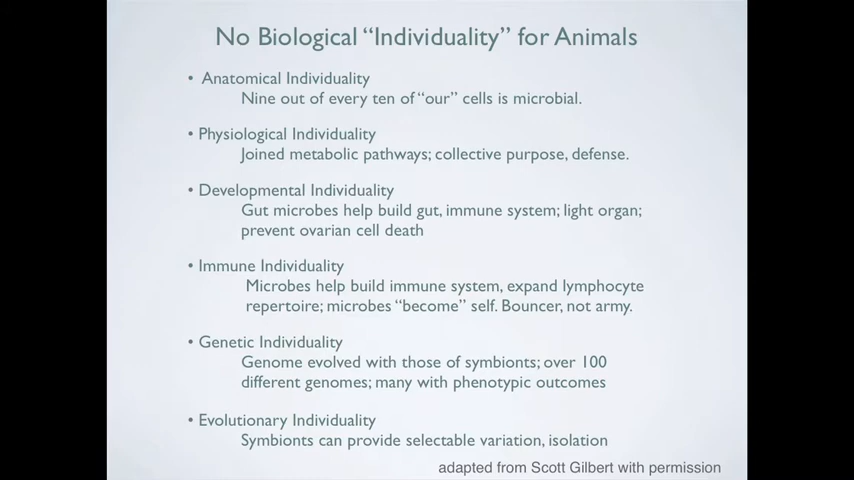 No Biological “Individuality” for Animals
• Anatomical Individuality
Nine out of every ten of “our” cells is microbial.
• Physiological Individuality
Joined metabolic pathways; collective purpose, defense.
• Developmental Individuality
Gut microbes help build gut, immune system; light organ;
prevent ovarian cell death
• Immune Individuality
Microbes help build immune system, expand lymphocyte
repertoire; microbes “become” self. Bouncer, not army.
• Genetic Individuality
Genome evolved with those of symbionts; over 100
different genomes; many with phenotypic outcomes
• Evolutionary Individuality
Symbionts can provide selectable variation, isolation
adapted from Scott Gilbert with permission